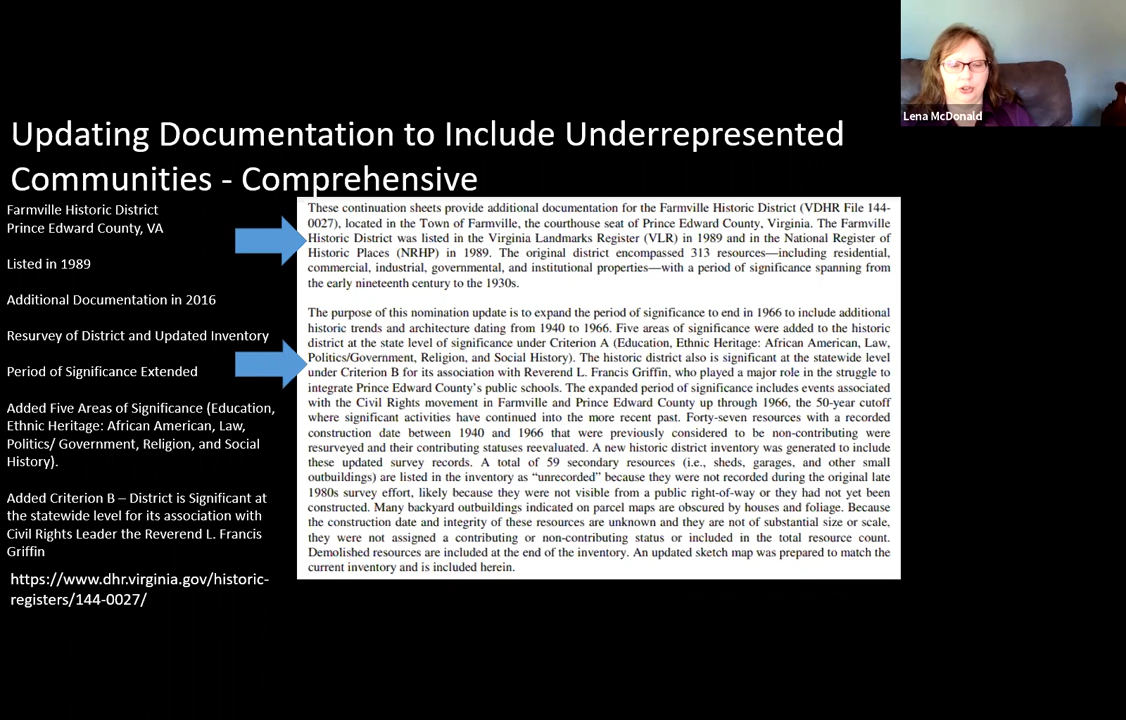 Lena McDonald
Updating Documentation to Include Underrepresented
Communities - Comprehensive
Farmville Historic District
Prince Edward County, VA
Listed in 1989
Additional Documentation in 2016
Resurvey of District and Updated Inventory
Period of Significance Extended
Added Five Areas of Significance (Education,
Ethnic Heritage: African American, Law,
Politics/ Government, Religion, and Social
History).
Added Criterion B – District is Significant at
the statewide level for its association with
Civil Rights Leader the Reverend L. Francis
Griffin
https://www.dhr.virginia.gov/historic-
registers/144-0027/
These continuation sheets provide additional documentation for the Farmville Historic District (VDHR File 144-
0027), located in the Town of Farmville, the courthouse seat of Prince Edward County, Virginia. The Farmville
Historic District was listed in the Virginia Landmarks Register (VLR) in 1989 and in the National Register of
Historic Places (NRHP) in 1989. The original district encompassed 313 resources—including residential,
commercial, industrial, governmental, and institutional properties—with a period of significance spanning from
the early nineteenth century to the 1930s.
The purpose of this nomination update is to expand the period of significance to end in 1966 to include additional
historic trends and architecture dating from 1940 to 1966. Five areas of significance were added to the historic
district at the state level of significance under Criterion A (Education, Ethnic Heritage: African American, Law,
Politics/Government, Religion, and Social History). The historic district also is significant at the statewide level
under Criterion B for its association with Reverend L. Francis Griffin, who played a major role in the struggle to
integrate Prince Edward County's public schools. The expanded period of significance includes events associated
with the Civil Rights movement in Farmville and Prince Edward County up through 1966, the 50-year cutoff
where significant activities have continued into the more recent past. Forty-seven resources with a recorded
construction date between 1940 and 1966 that were previously considered to be non-contributing were
resurveyed and their contributing statuses reevaluated. A new historic district inventory was generated to include
these updated survey records. A total of 59 secondary resources (i.e., sheds, garages, and other small
outbuildings) are listed in the inventory as “unrecorded” because they were not recorded during the original late
1980s survey effort, likely because they were not visible from a public right-of-way or they had not yet been
constructed. Many backyard outbuildings indicated on parcel maps are obscured by houses and foliage. Because
the construction date and integrity of these resources are unknown and they are not of substantial size or scale,
they were not assigned a contributing or non-contributing status or included in the total resource count.
Demolished resources are included at the end of the inventory. An updated sketch map was prepared to match the
current inventory and is included herein.